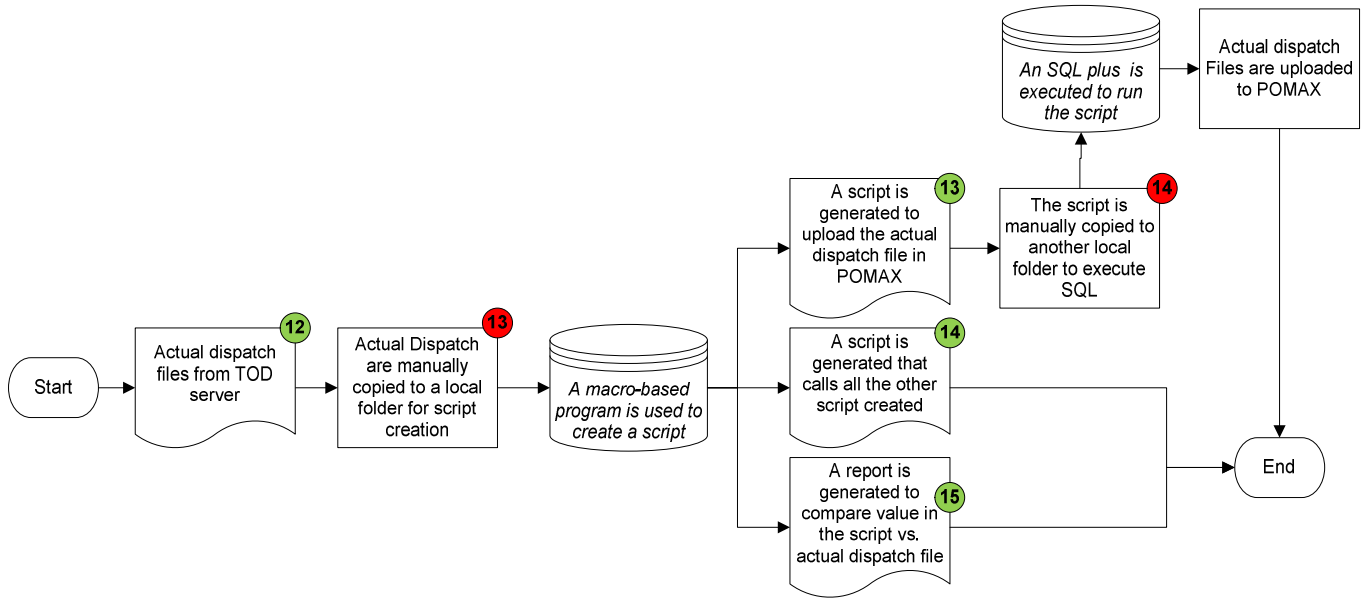 Start
12
Actual dispatch
files from TOD
server
13
Actual Dispatch
are manually
copied to a local
folder for script
creation
A macro-based
program is used to
create a script
13
A script is
generated to
upload the actual
dispatch file in
POMAX
14
The script is
manually copied to
another local
folder to execute
SQL
An SQL plus is
executed to run
the script
Actual dispatch
Files are uploaded
to POMAX
14
A script is
generated that
calls all the other
script created
15
A report is
generated to
compare value in
the script vs.
actual dispatch file
End